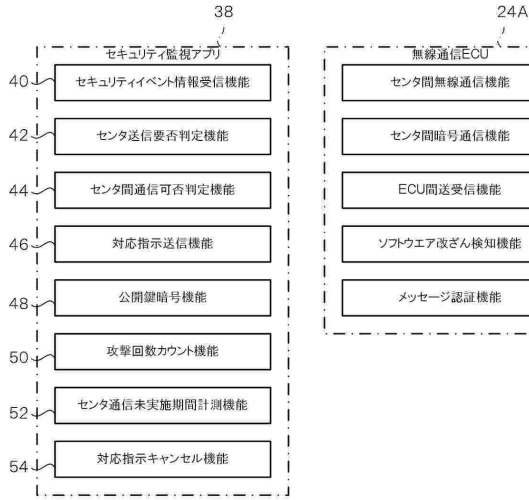 38
24A
セキュリティ監視アプリ
無線通信ECU
40
セキュリティイベント情報受信機能
センタ間無線通信機能
42
センタ送信要否判定機能
センタ間暗号通信機能
44
センタ間通信可否判定機能
ECU間送受信機能
46
対応指示送信機能
ソフトウエア改ざん検知機能
48
公開鍵暗号機能
メッセージ認証機能
50
攻撃回数カウント機能
52
センタ通信未実施期間計測機能
54
対応指示キャンセル機能